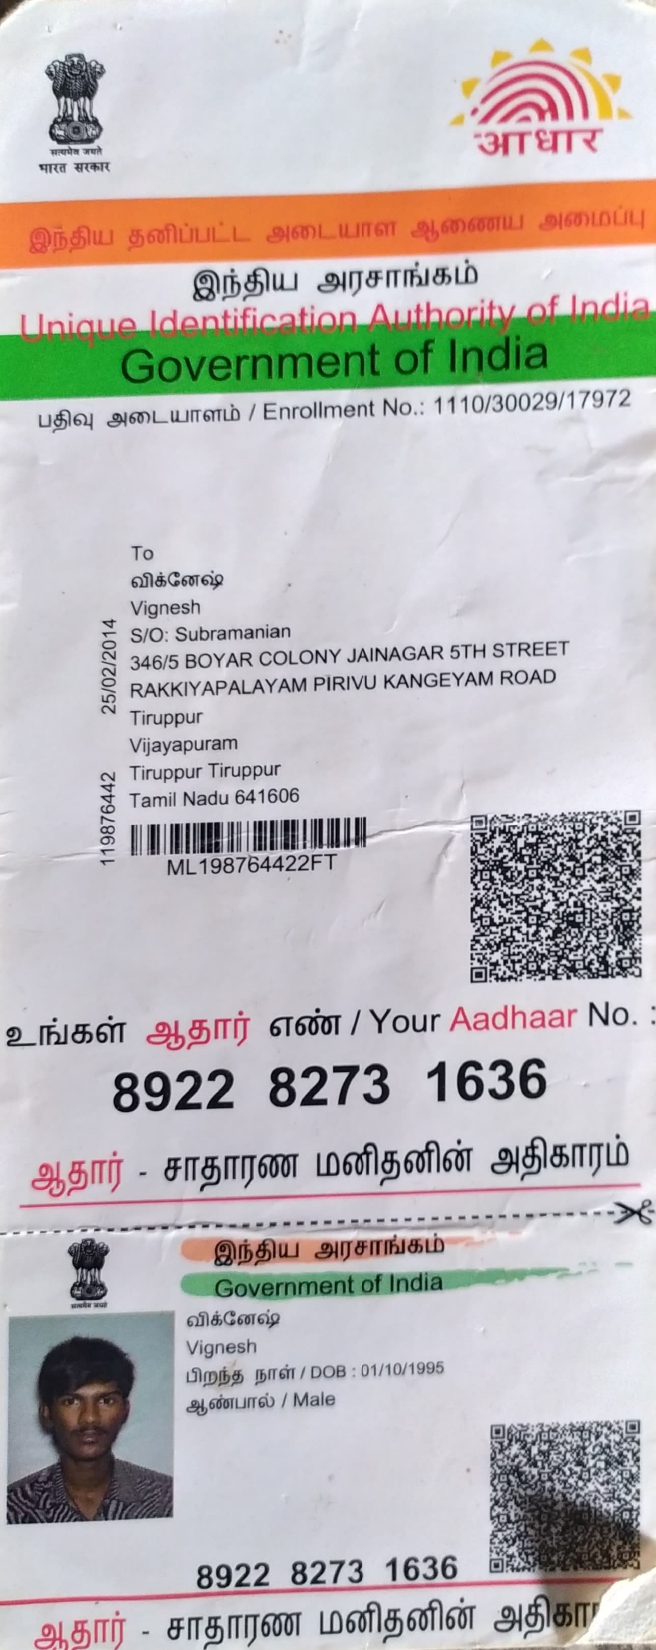 सत्यमेव जयते
भारत सरकार
आधार
இந்திய தனிப்பட்ட அடையாள ஆணைய அமைப்பு
இந்திய அரசாங்கம்
Unique Identification Authority of India
Government of India
பதிவு அடையாளம் / Enrollment No.: 1110/30029/17972
To
விக்னேஷ்
Vignesh
S/O: Subramanian
346/5 BOYAR COLONY JAINAGAR 5TH STREET
RAKKIYAPALAYAM PIRIVU KANGEYAM ROAD
Tiruppur
Vijayapuram
Tiruppur Tiruppur
Tamil Nadu 641606
25/02/2014
119876442
ML198764422FT
உங்கள் ஆதார் எண் / Your Aadhaar No. :
8922 8273 1636
ஆதார் - சாதாரண மனிதனின் அதிகாரம்
இந்திய அரசாங்கம்
Government of India
सत्यमेव जयते
விக்னேஷ்
Vignesh
பிறந்த நாள் / DOB : 01/10/1995
ஆண்பால் / Male
8922 8273 1636
ஆதார் - சாதாரண மனிதனின்